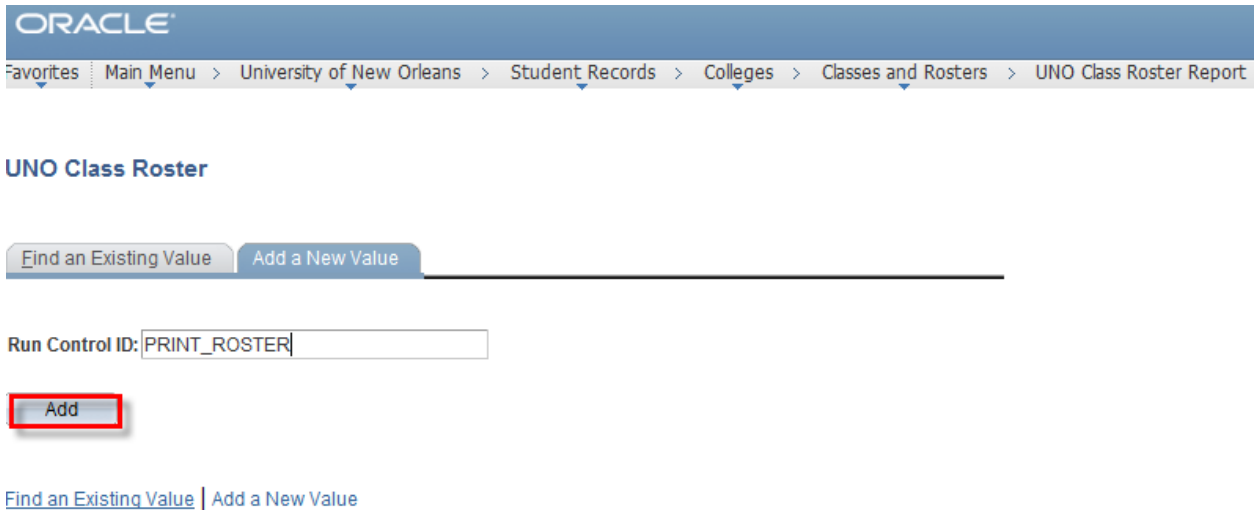 ORACLE
Favorites Main Menu > University of New Orleans > Student Records > Colleges > Classes and Rosters > UNO Class Roster Report
UNO Class Roster
Find an Existing Value Add a New Value
Run Control ID: PRINT_ROSTER
Add
Find an Existing Value | Add a New Value